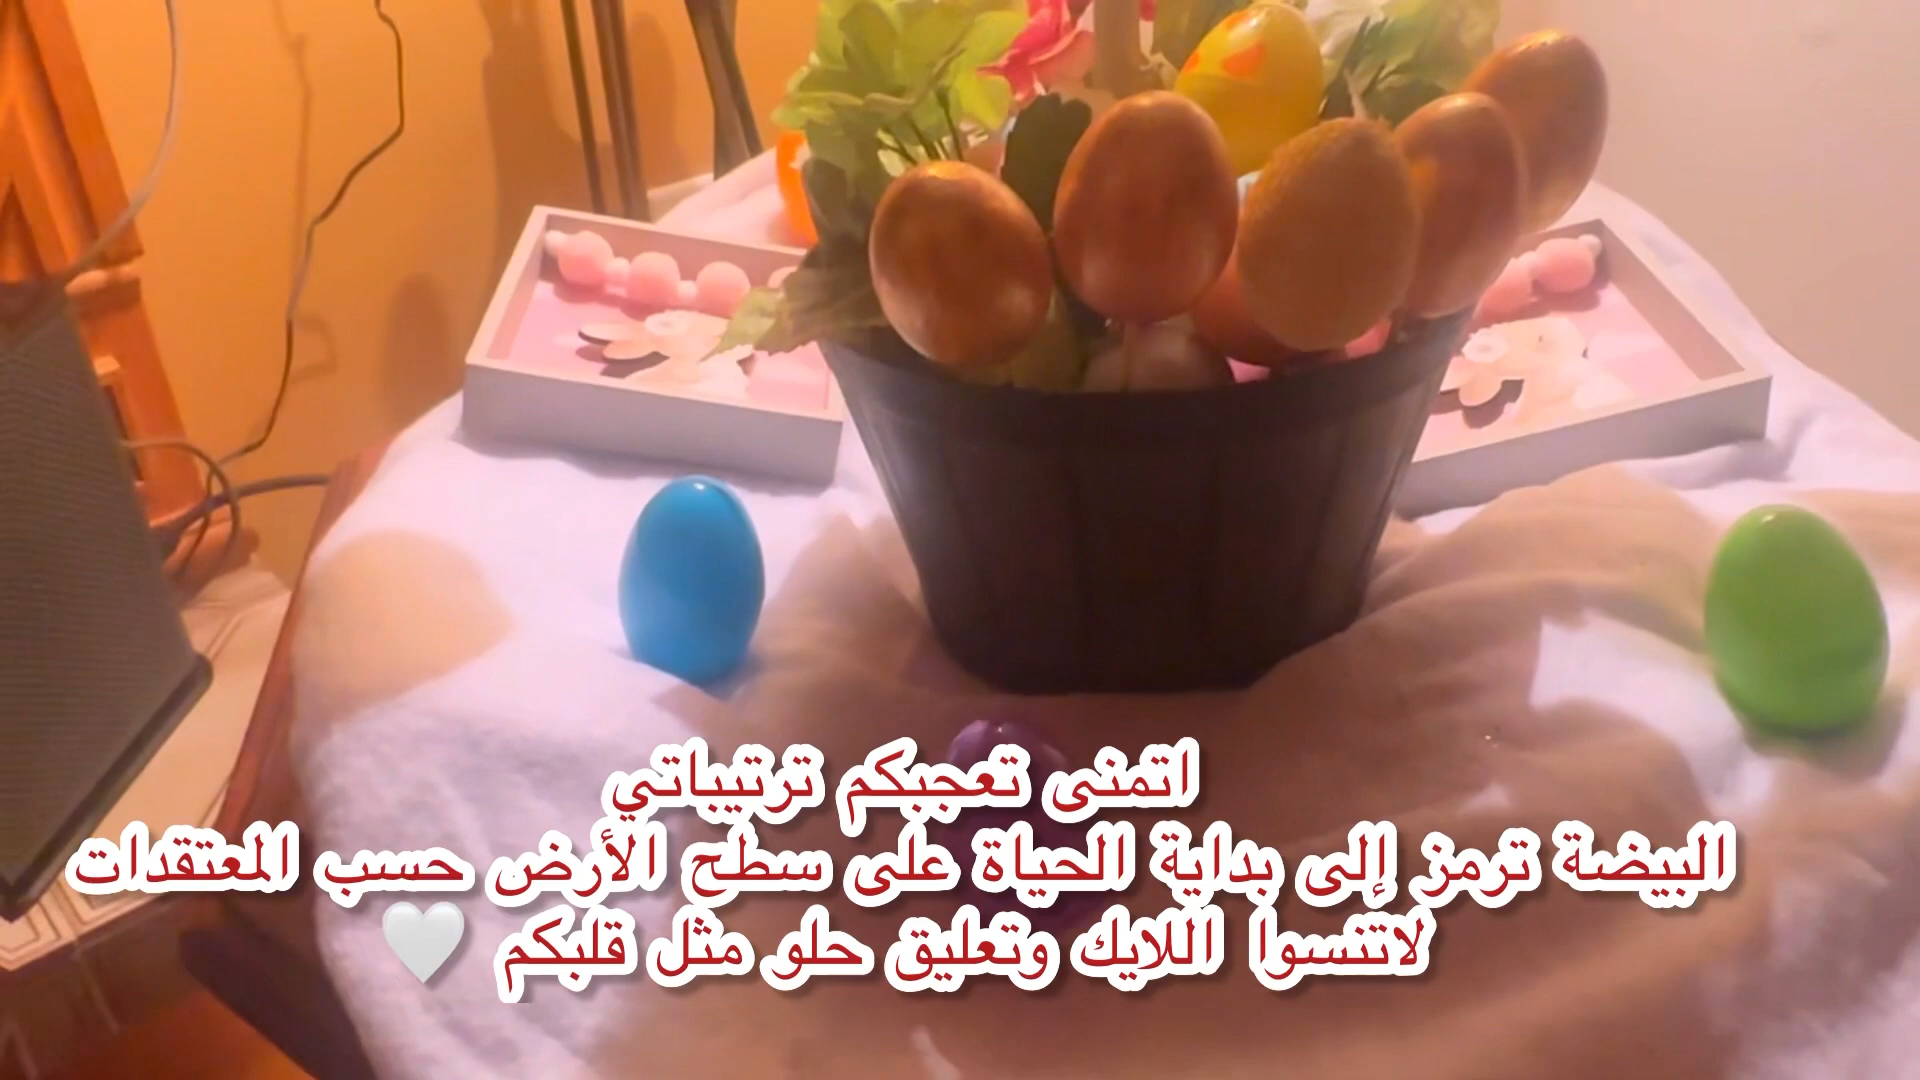 اتمنى تعجبكم ترتيباتي
البيضة ترمز إلى بداية الحياة على سطح الأرض حسب المعتقدات
لاتنسوا اللايك وتعليق حلو مثل قلبكم 🤍